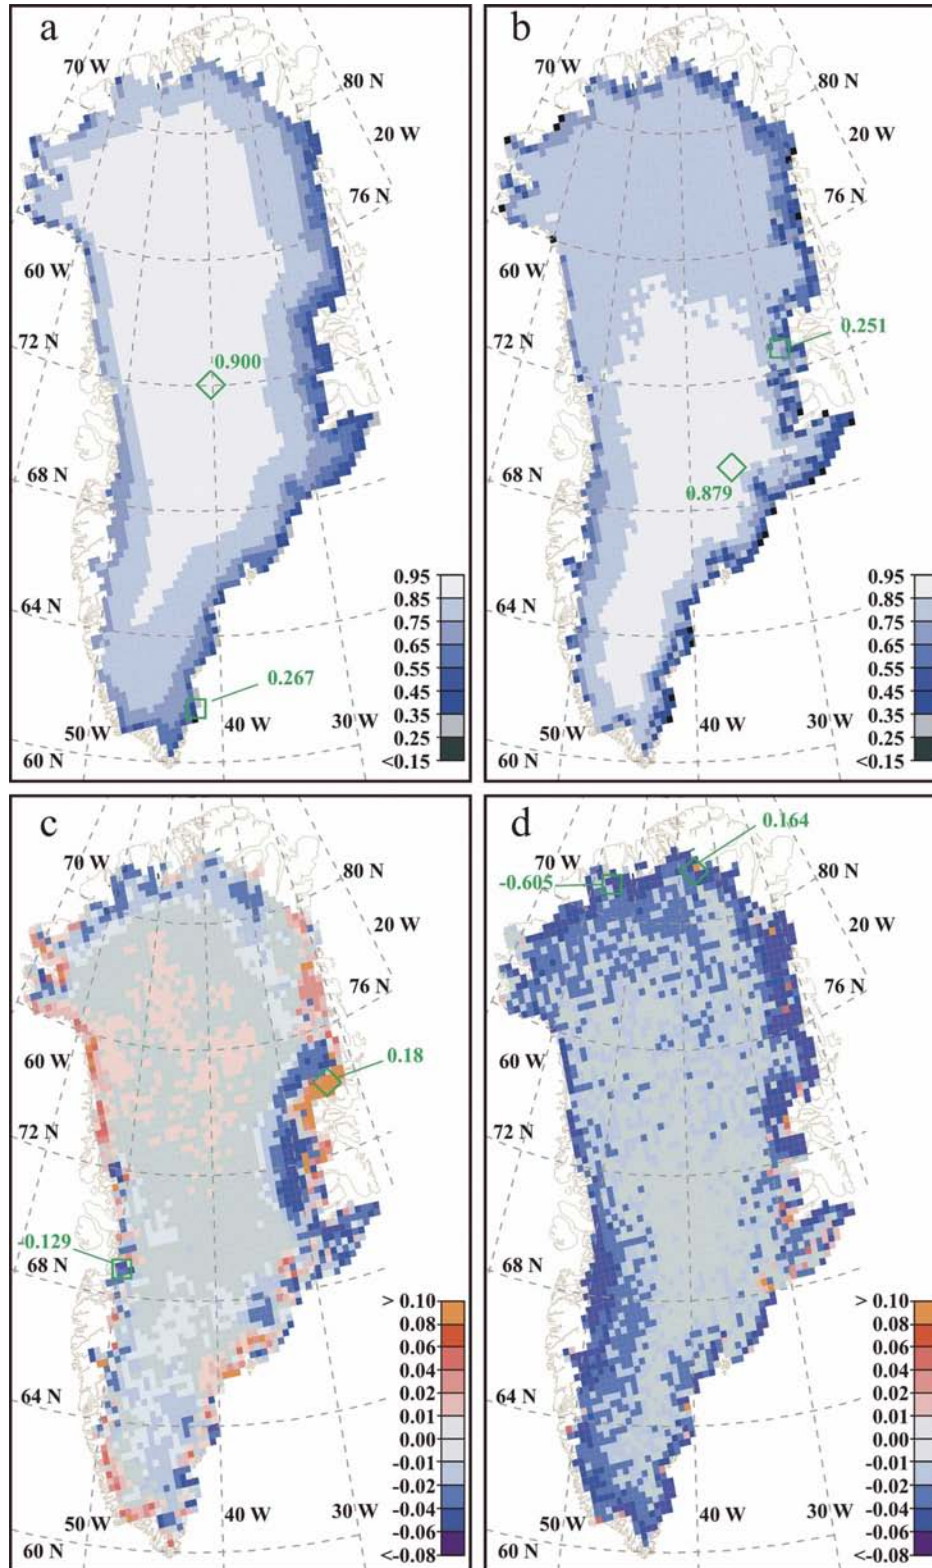 a
70 W
80 N
20 W
76 N
60 W
72 N
0.900
68 N
0.95
0.85
0.75
0.65
0.55
0.45
0.35
0.25
<0.15
64 N
0.267
50 W
40 W
30 W
60 N
b
70 W
80 N
20 W
76 N
60 W
0.251
72 N
68 N
0.879
0.95
0.85
0.75
0.65
0.55
0.45
0.35
0.25
<0.15
64 N
50 W
40 W
30 W
60 N
c
70 W
80 N
20 W
76 N
60 W
0.18
72 N
-0.129
68 N
> 0.10
0.08
0.06
0.04
0.02
0.01
0.00
-0.01
-0.02
-0.04
-0.06
<-0.08
64 N
50 W
40 W
30 W
60 N
d
0.164
70 W
-0.605
80 N
20 W
76 N
60 W
72 N
68 N
> 0.10
0.08
0.06
0.04
0.02
0.01
0.00
-0.01
-0.02
-0.04
-0.06
<-0.08
64 N
50 W
40 W
30 W
60 N